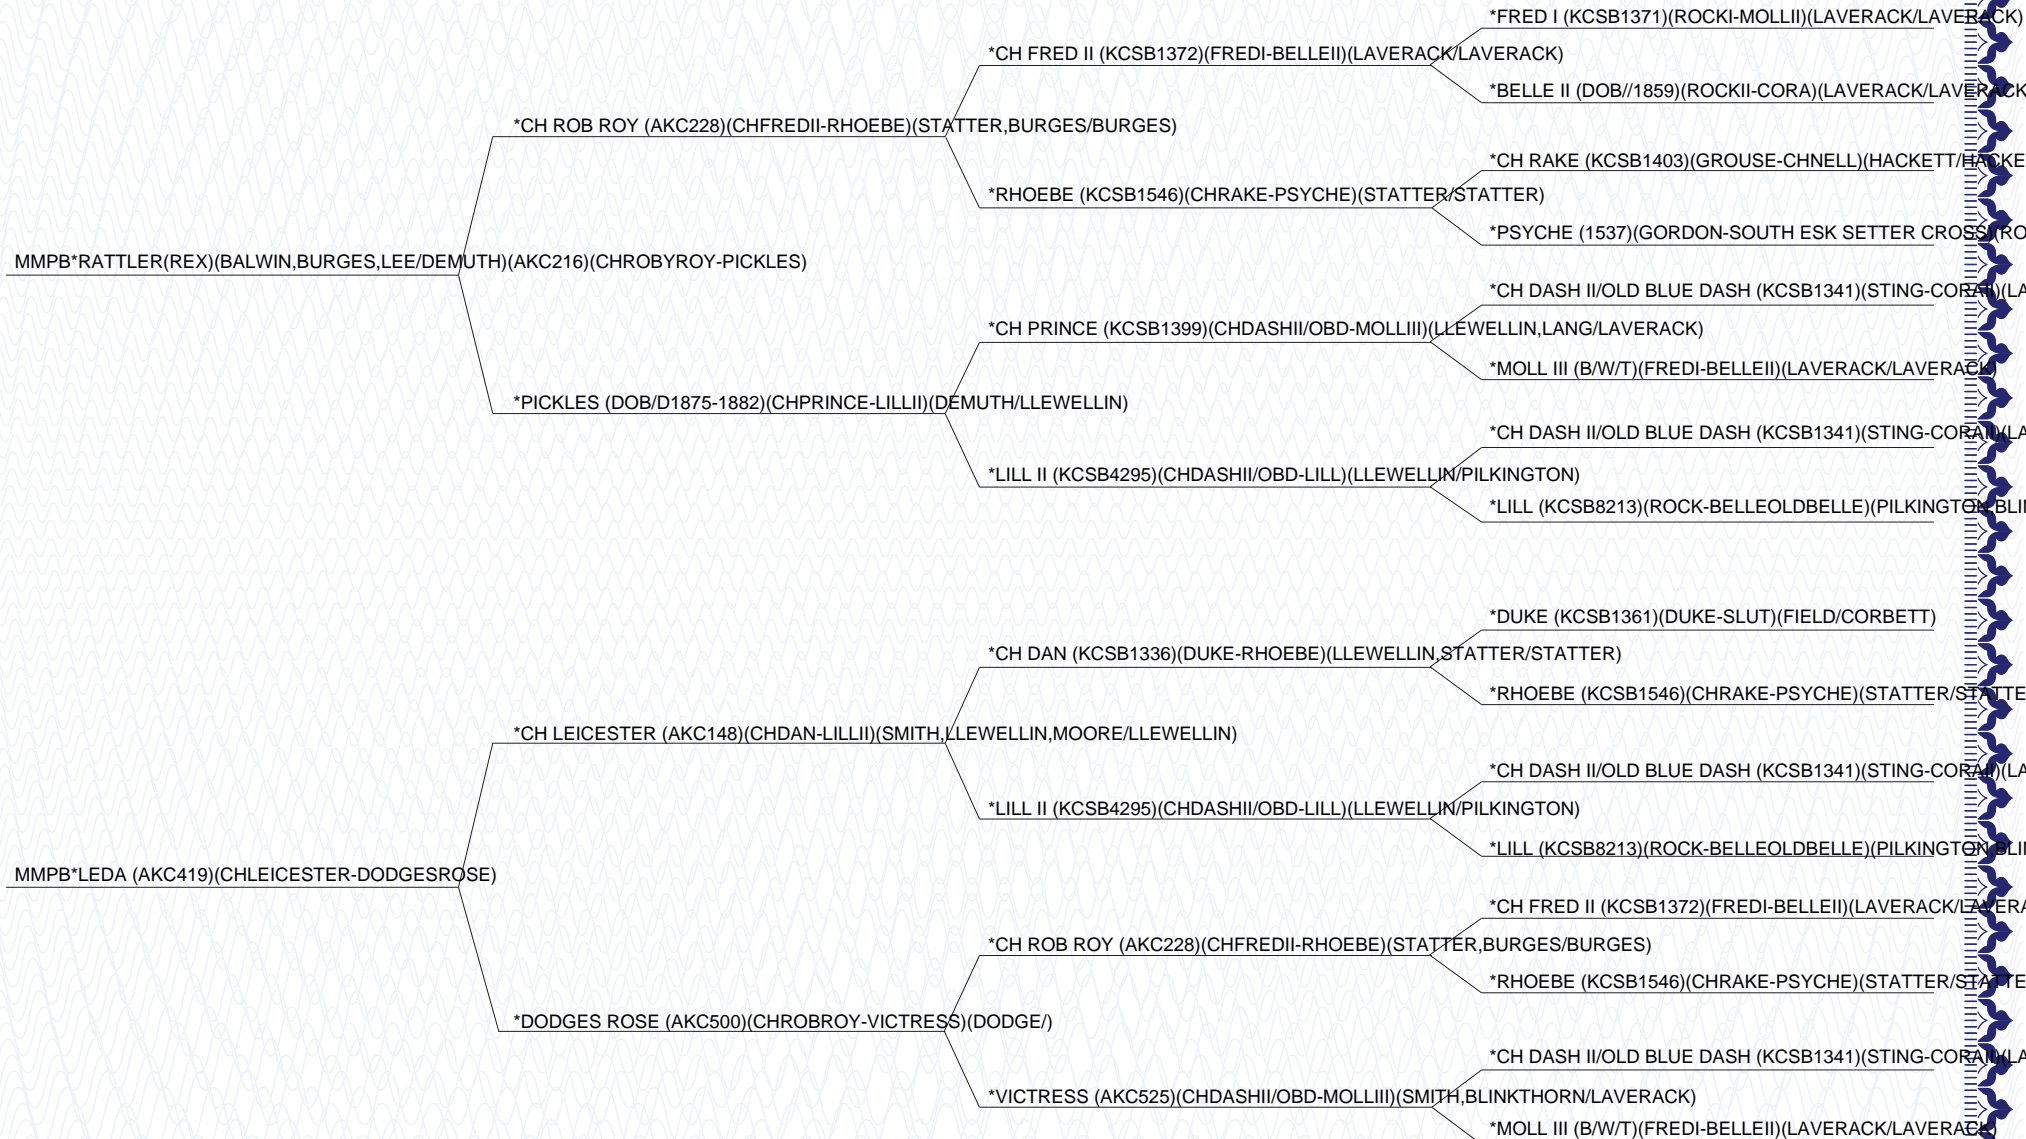 *FRED I (KCSB1371)(ROCKI-MOLLII)(LAVERACK/LAVERACK)
*CH FRED II (KCSB1372)(FREDI-BELLEII)(LAVERACK/LAVERACK)
*BELLE II (DOB//1859)(ROCKII-CORA)(LAVERACK/LAVERACK
*CH ROB ROY (AKC228)(CHFREDII-RHOEBE)(STATTER,BURGES/BURGES)
*CH RAKE (KCSB1403)(GROUSE-CHNELL)(HACKETT/HACKE
*RHOEBE (KCSB1546)(CHRAKE-PSYCHE)(STATTER/STATTER)
*PSYCHE (1537)(GORDON-SOUTH ESK SETTER CROSS)(RO
MMPB*RATTLER(REX)(BALWIN,BURGES,LEE/DEMUTH)(AKC216)(CHROBYROY-PICKLES)
*CH DASH II/OLD BLUE DASH (KCSB1341)(STING-CORAII)(LA
*CH PRINCE (KCSB1399)(CHDASHII/OBD-MOLLIII)(LLEWELLIN,LANG/LAVERACK)
*MOLL III (B/W/T)(FREDI-BELLEII)(LAVERACK/LAVERACK)
*PICKLES (DOB/D1875-1882)(CHPRINCE-LILLII)(DEMUTH/LLEWELLIN)
*CH DASH II/OLD BLUE DASH (KCSB1341)(STING-CORAII)(LA
*LILL II (KCSB4295)(CHDASHII/OBD-LILL)(LLEWELLIN/PILKINGTON)
*LILL (KCSB8213)(ROCK-BELLEOLDBELLE)(PILKINGTON,BLI
*DUKE (KCSB1361)(DUKE-SLUT)(FIELD/CORBETT)
*CH DAN (KCSB1336)(DUKE-RHOEBE)(LLEWELLIN,STATTER/STATTER)
*RHOEBE (KCSB1546)(CHRAKE-PSYCHE)(STATTER/STATTE
*CH LEICESTER (AKC148)(CHDAN-LILLII)(SMITH,LLEWELLIN,MOORE/LLEWELLIN)
*CH DASH II/OLD BLUE DASH (KCSB1341)(STING-CORAII)(LA
*LILL II (KCSB4295)(CHDASHII/OBD-LILL)(LLEWELLIN/PILKINGTON)
*LILL (KCSB8213)(ROCK-BELLEOLDBELLE)(PILKINGTON,BLI
MMPB*LEDA (AKC419)(CHLEICESTER-DODGESROSE)
*CH FRED II (KCSB1372)(FREDI-BELLEII)(LAVERACK/LAVERA
*CH ROB ROY (AKC228)(CHFREDII-RHOEBE)(STATTER,BURGES/BURGES)
*RHOEBE (KCSB1546)(CHRAKE-PSYCHE)(STATTER/STATTE
*DODGES ROSE (AKC500)(CHROBROY-VICTRESS)(DODGE/)
*CH DASH II/OLD BLUE DASH (KCSB1341)(STING-CORAII)(LA
*VICTRESS (AKC525)(CHDASHII/OBD-MOLLIII)(SMITH,BLINKTHORN/LAVERACK)
*MOLL III (B/W/T)(FREDI-BELLEII)(LAVERACK/LAVERACK)